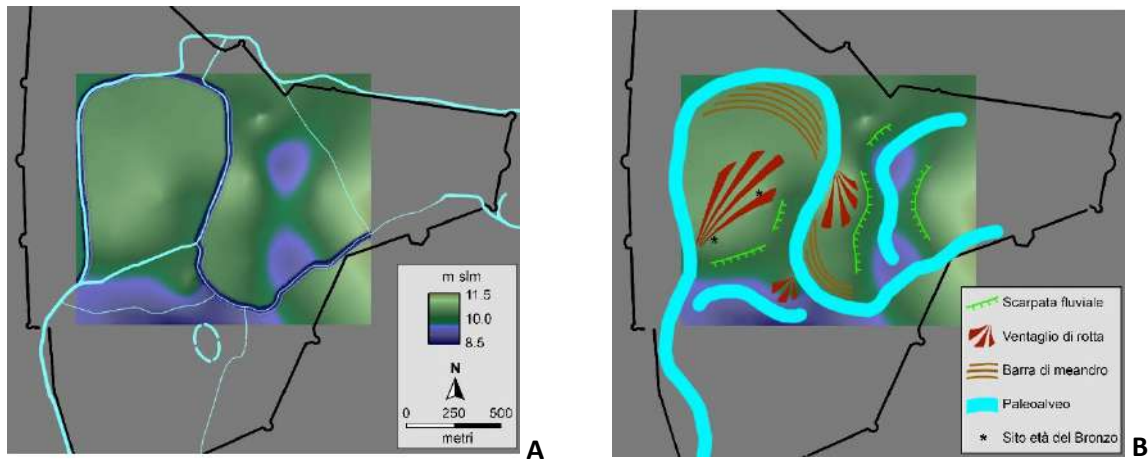 m slm
11.5
10.0
8.5
N
0 250 500
metri
A
Scarpata fluviale
Ventaglio di rotta
Barra di meandro
Paleoalveo
* Sito età del Bronzo
B